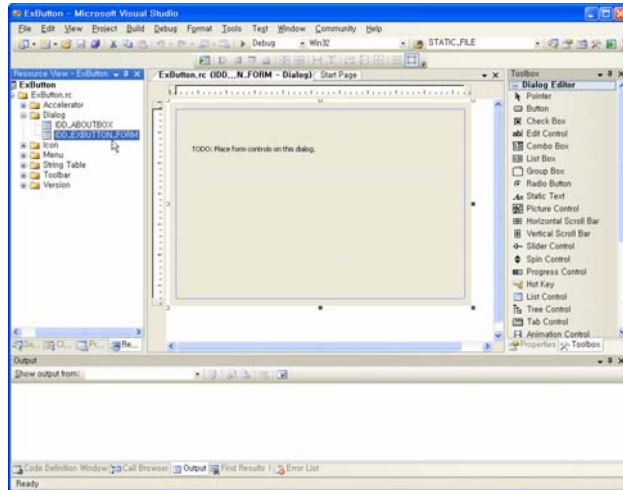 ExButton - Microsoft Visual Studio
File Edit View Project Build Debug Format Tools Test Window Community Help
Debug Win32 STATIC_FILE
Resource View - ExButton
ExButton
ExButton.rc
Accelerator
Dialog
IDD_ABOUTBOX
IDD_EXBUTTON_FORM
Icon
Menu
String Table
Toolbar
Version
Re...
ExButton.rc (IDD...N_FORM - Dialog) Start Page
TODO: Place form controls on this dialog.
Toolbox
Dialog Editor
Pointer
Button
Check Box
Edit Control
Combo Box
List Box
Group Box
Radio Button
Static Text
Picture Control
Horizontal Scroll Bar
Vertical Scroll Bar
Slider Control
Spin Control
Progress Control
Hot Key
List Control
Tree Control
Tab Control
Animation Control
Properties Toolbox
Output
Show output from:
Code Definition Window Call Browser Output Find Results 1 Error List
Ready